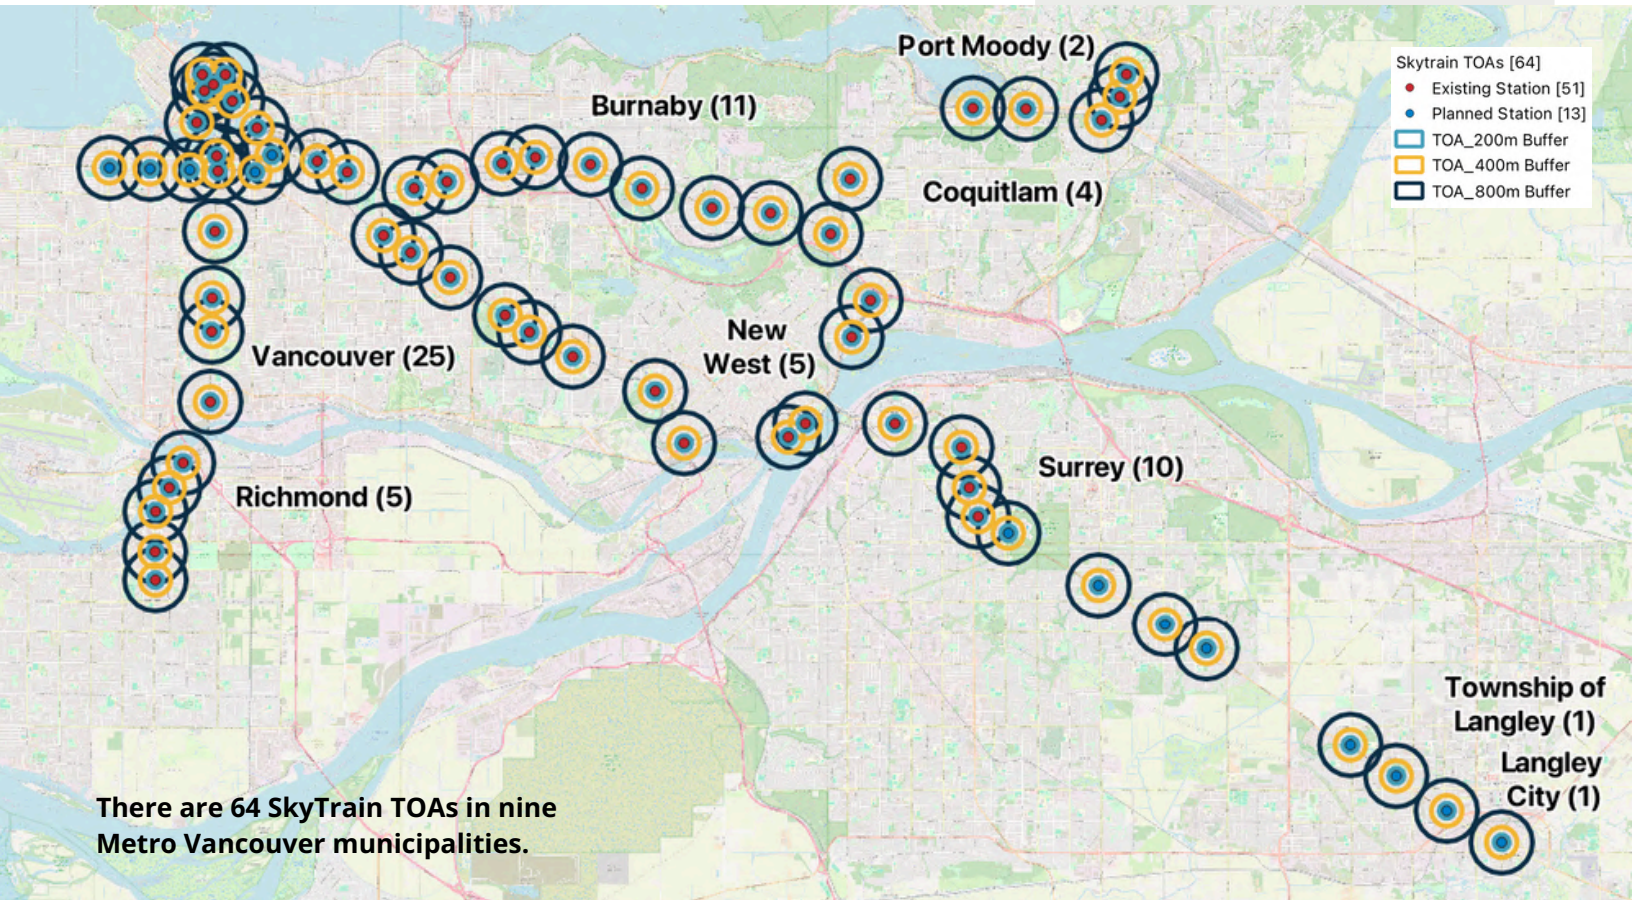 Port Moody (2)
Skytrain TOAs [64]
Existing Station [51]
Planned Station [13]
TOA_200m Buffer
TOA_400m Buffer
TOA_800m Buffer
Burnaby (11)
Coquitlam (4)
New
West (5)
Vancouver (25)
Surrey (10)
Richmond (5)
Township of
Langley (1)
Langley
City (1)
There are 64 SkyTrain TOAs in nine
Metro Vancouver municipalities.